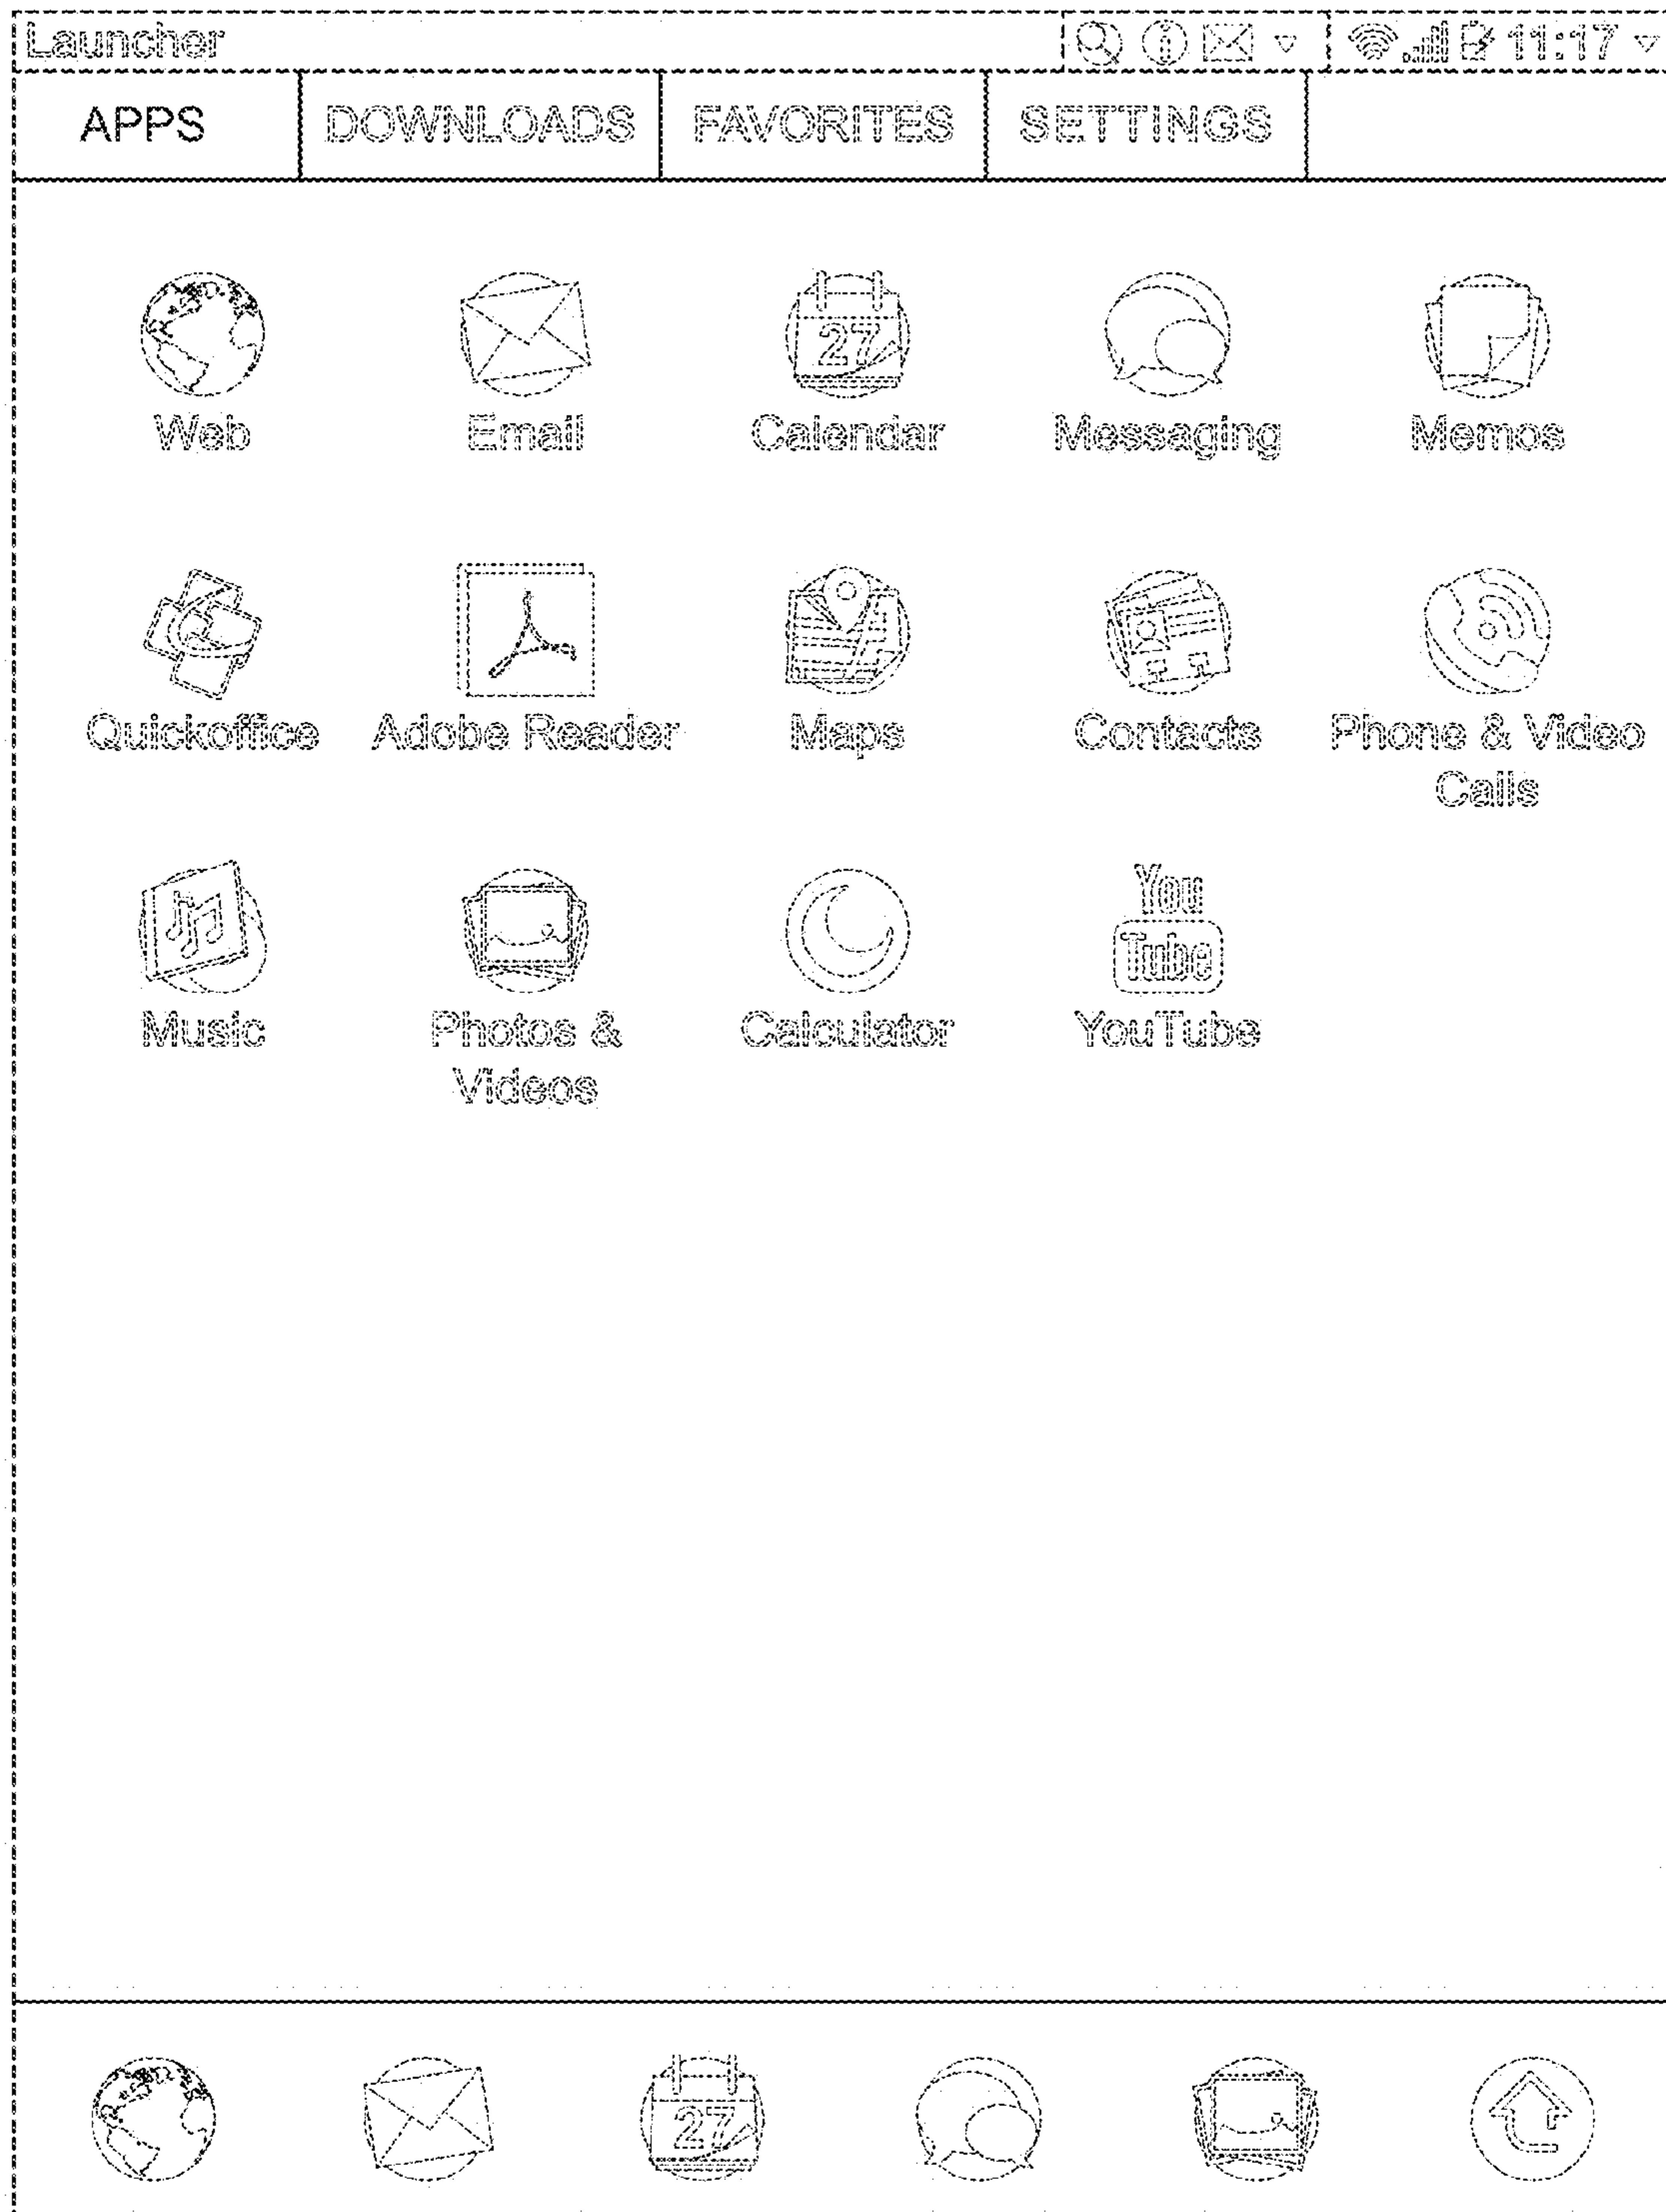 Launcher 11:17
APPS DOWNLOADS FAVORITES SETTINGS
27
Web Email Calendar Messaging Memos
Quickoffice Adobe Reader Maps Contacts Phone & Video
Calls
You
Tube
Music Photos & Calculator YouTube
Videos
27